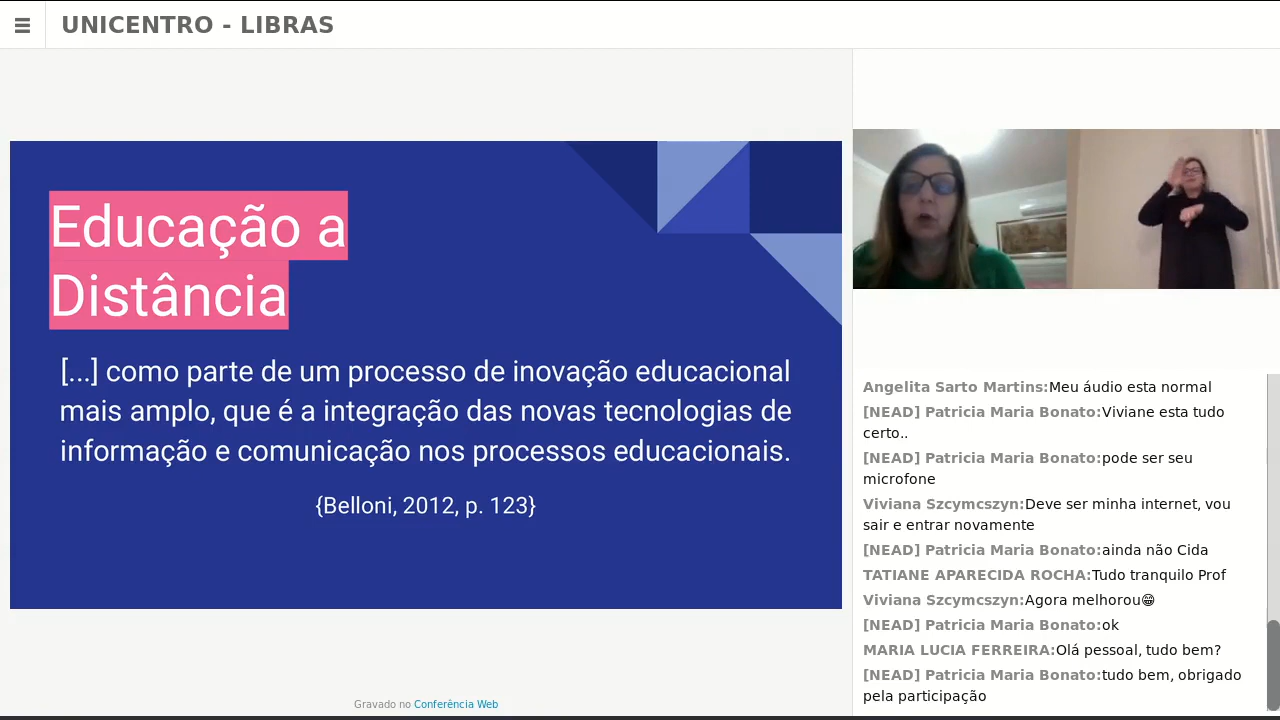 UNICENTRO - LIBRAS
Educação a
Distância
[...] como parte de um processo de inovação educacional
mais amplo, que é a integração das novas tecnologias de
informação e comunicação nos processos educacionais.
{Belloni, 2012, p. 123}
Gravado no Conferência Web
Angelita Sarto Martins:Meu áudio esta normal
[NEAD] Patricia Maria Bonato:Viviane esta tudo
certo..
[NEAD] Patricia Maria Bonato:pode ser seu
microfone
Viviana Szcymcszyn:Deve ser minha internet, vou
sair e entrar novamente
[NEAD] Patricia Maria Bonato:ainda não Cida
TATIANE APARECIDA ROCHA:Tudo tranquilo Prof
Viviana Szcymcszyn:Agora melhorou😁
[NEAD] Patricia Maria Bonato:ok
MARIA LUCIA FERREIRA:Olá pessoal, tudo bem?
[NEAD] Patricia Maria Bonato:tudo bem, obrigado
pela participação